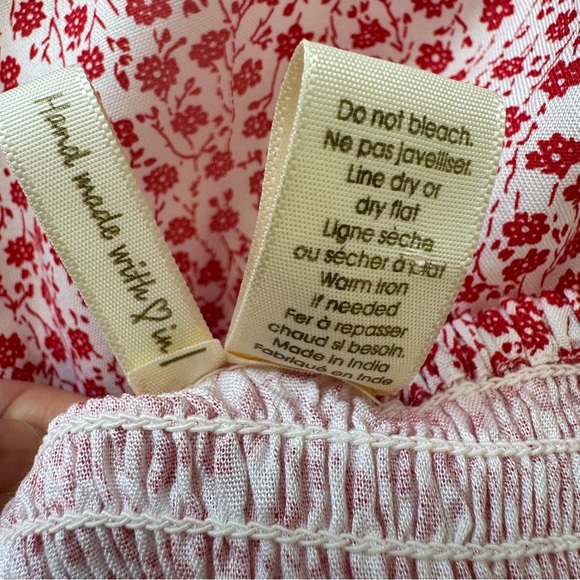 Hand made with ♡ in I
Do not bleach.
Ne pas javelliser.
Line dry or
dry flat
Ligne sèche
ou sécher à plat
Warm iron
if needed
Fer à repasser
chaud si besoin.
Made in India
Fabriqué en Inde